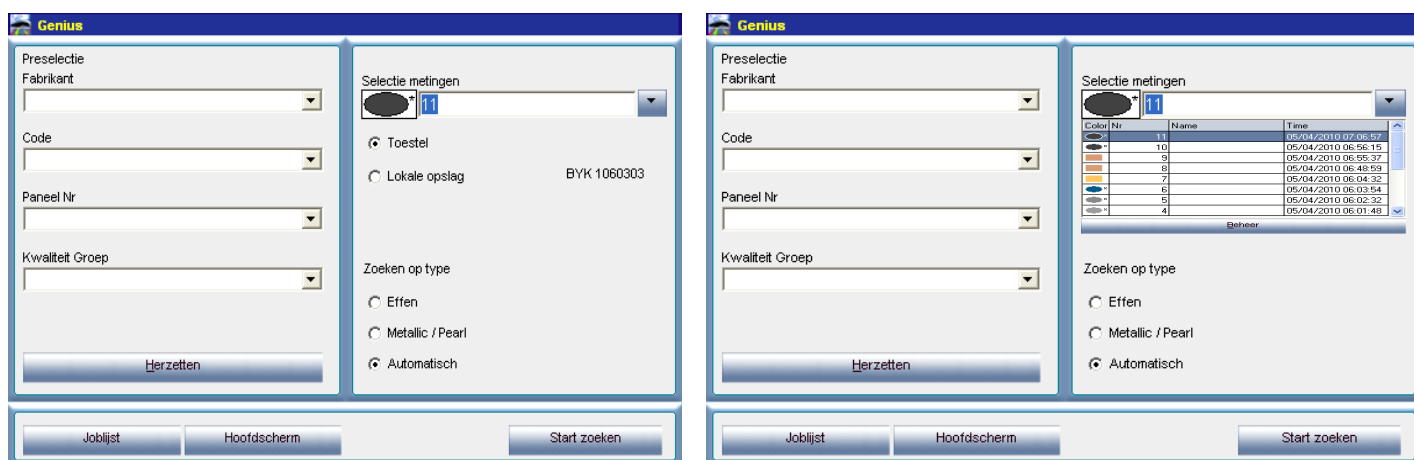 Genius
Preselectie
Fabrikant
Code
Paneel Nr
Kwaliteit Groep
Herzetten
Selectie metingen
* 11
Toestel
Lokale opslag BYK 1060303
Zoeken op type
Effen
Metallic / Pearl
Automatisch
Joblijst Hoofdscherm Start zoeken
Genius
Preselectie
Fabrikant
Code
Paneel Nr
Kwaliteit Groep
Herzetten
Selectie metingen
* 11
Color Nr Name Time
* 11 05/04/2010 07:06:57
* 10 05/04/2010 06:56:15
9 05/04/2010 06:55:37
8 05/04/2010 06:48:59
7 05/04/2010 06:04:32
* 6 05/04/2010 06:03:54
* 5 05/04/2010 06:02:32
* 4 05/04/2010 06:01:48
Beheer
Zoeken op type
Effen
Metallic / Pearl
Automatisch
Joblijst Hoofdscherm Start zoeken